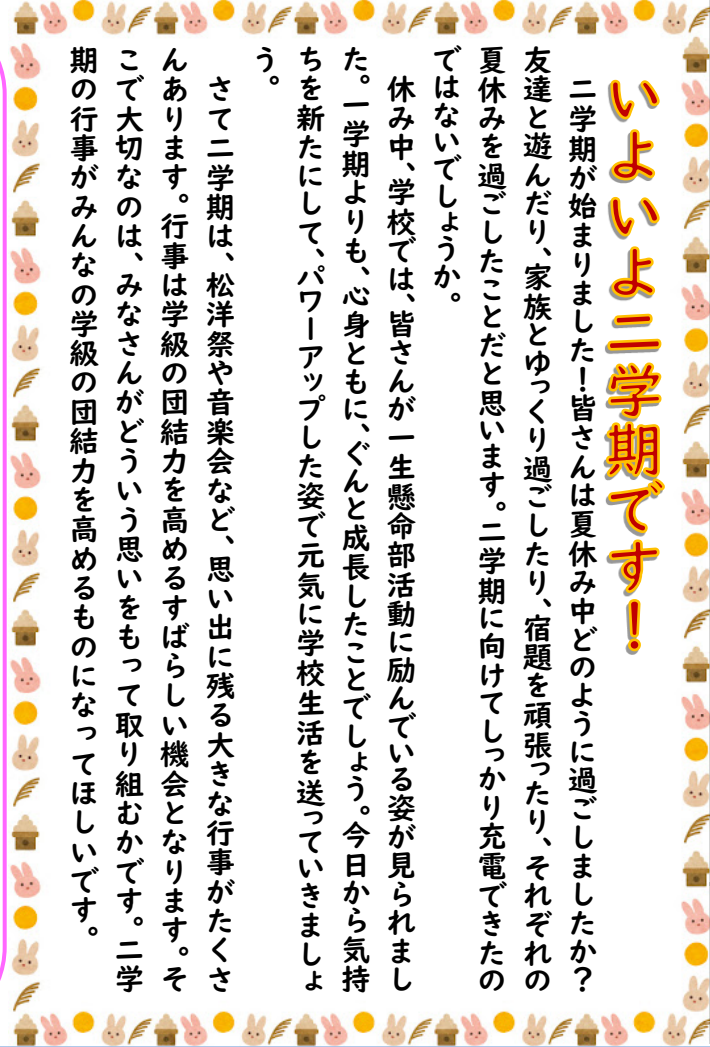 いよいよ二学期です！
　二学期が始まりました！皆さんは夏休み中どのように過ごしましたか？
友達と遊んだり、家族とゆっくり過ごしたり、宿題を頑張ったり、それぞれの
夏休みを過ごしたことだと思います。二学期に向けてしっかり充電できたの
ではないでしょうか。
　休み中、学校では、皆さんが一生懸命部活動に励んでいる姿が見られまし
た。一学期よりも、心身ともに、ぐんと成長したことでしょう。今日から気持
ちを新たにして、パワーアップした姿で元気に学校生活を送っていきましょ
う。
　さて二学期は、松洋祭や音楽会など、思い出に残る大きな行事がたくさ
んあります。行事は学級の団結力を高めるすばらしい機会となります。そ
こで大切なのは、みなさんがどういう思いをもって取り組むかです。二学
期の行事がみんなの学級の団結力を高めるものになってほしいです。